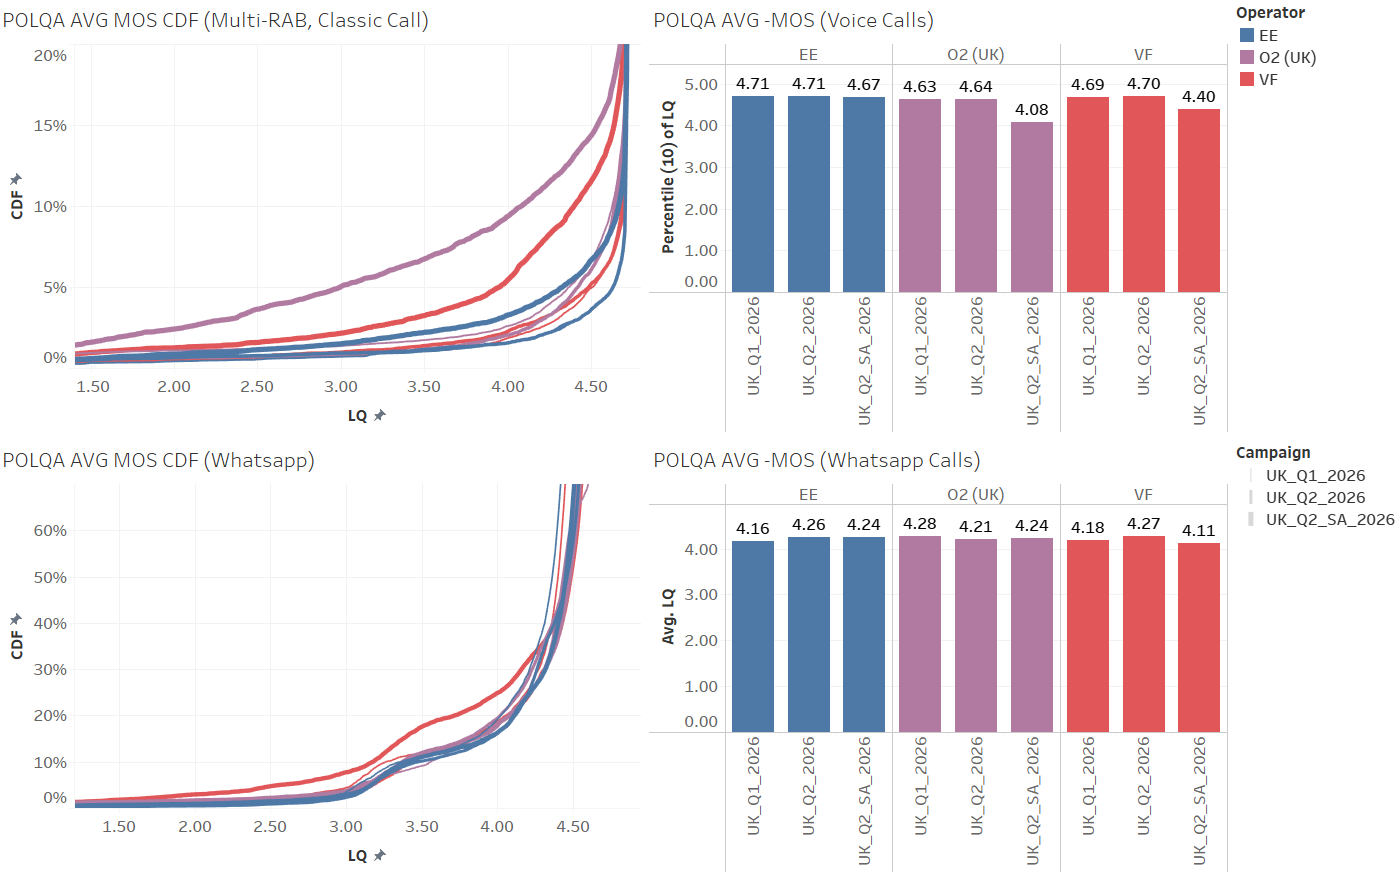 POLQA AVG MOS CDF (Multi-RAB, Classic Call)
20%
15%
10%
5%
0%
CDF
1.50 2.00 2.50 3.00 3.50 4.00 4.50
LQ
POLQA AVG -MOS (Voice Calls)
EE O2 (UK) VF
5.00
4.00
3.00
2.00
1.00
0.00
Percentile (10) of LQ
4.71 4.71 4.67 4.63 4.64 4.08 4.69 4.70 4.40
UK_Q1_2026
UK_Q2_2026
UK_Q2_SA_2026
UK_Q1_2026
UK_Q2_2026
UK_Q2_SA_2026
UK_Q1_2026
UK_Q2_2026
UK_Q2_SA_2026
Operator
EE
O2 (UK)
VF
POLQA AVG MOS CDF (Whatsapp)
60%
50%
40%
30%
20%
10%
0%
CDF
1.50 2.00 2.50 3.00 3.50 4.00 4.50
LQ
POLQA AVG -MOS (Whatsapp Calls)
EE O2 (UK) VF
4.00
3.00
2.00
1.00
0.00
Avg. LQ
4.16 4.26 4.24 4.28 4.21 4.24 4.18 4.27 4.11
UK_Q1_2026
UK_Q2_2026
UK_Q2_SA_2026
UK_Q1_2026
UK_Q2_2026
UK_Q2_SA_2026
UK_Q1_2026
UK_Q2_2026
UK_Q2_SA_2026
Campaign
UK_Q1_2026
UK_Q2_2026
UK_Q2_SA_2026